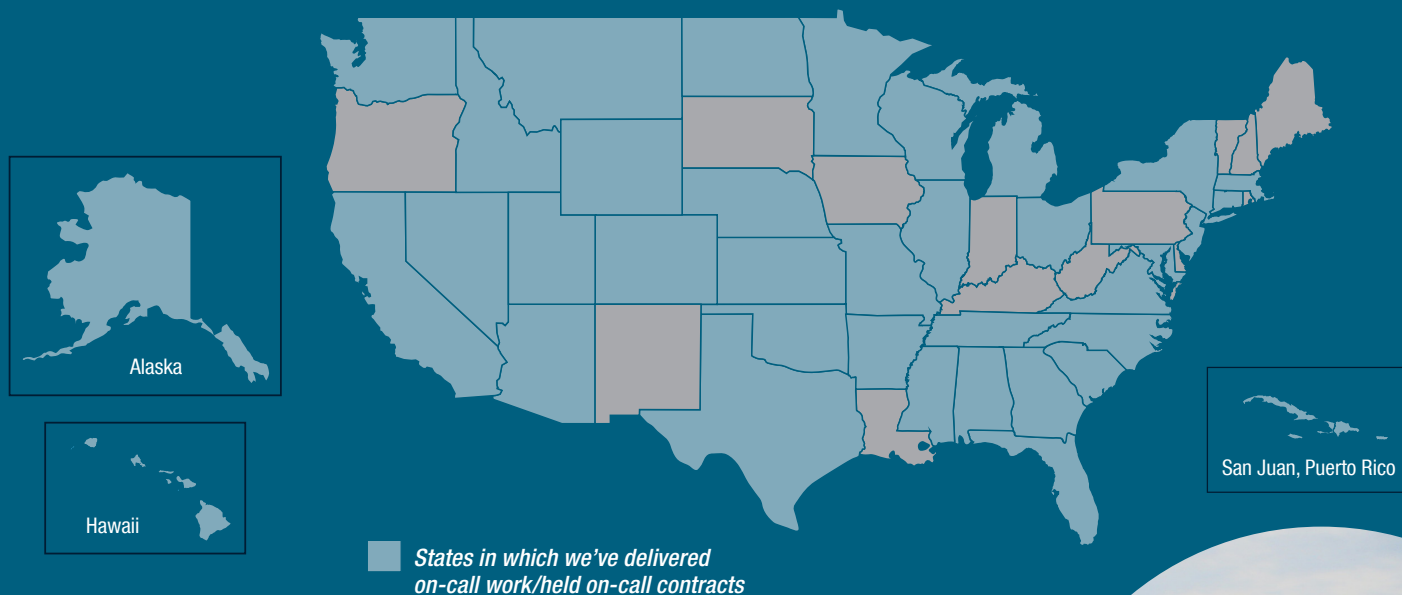 Alaska
Hawaii
San Juan, Puerto Rico
States in which we've delivered
on-call work/held on-call contracts